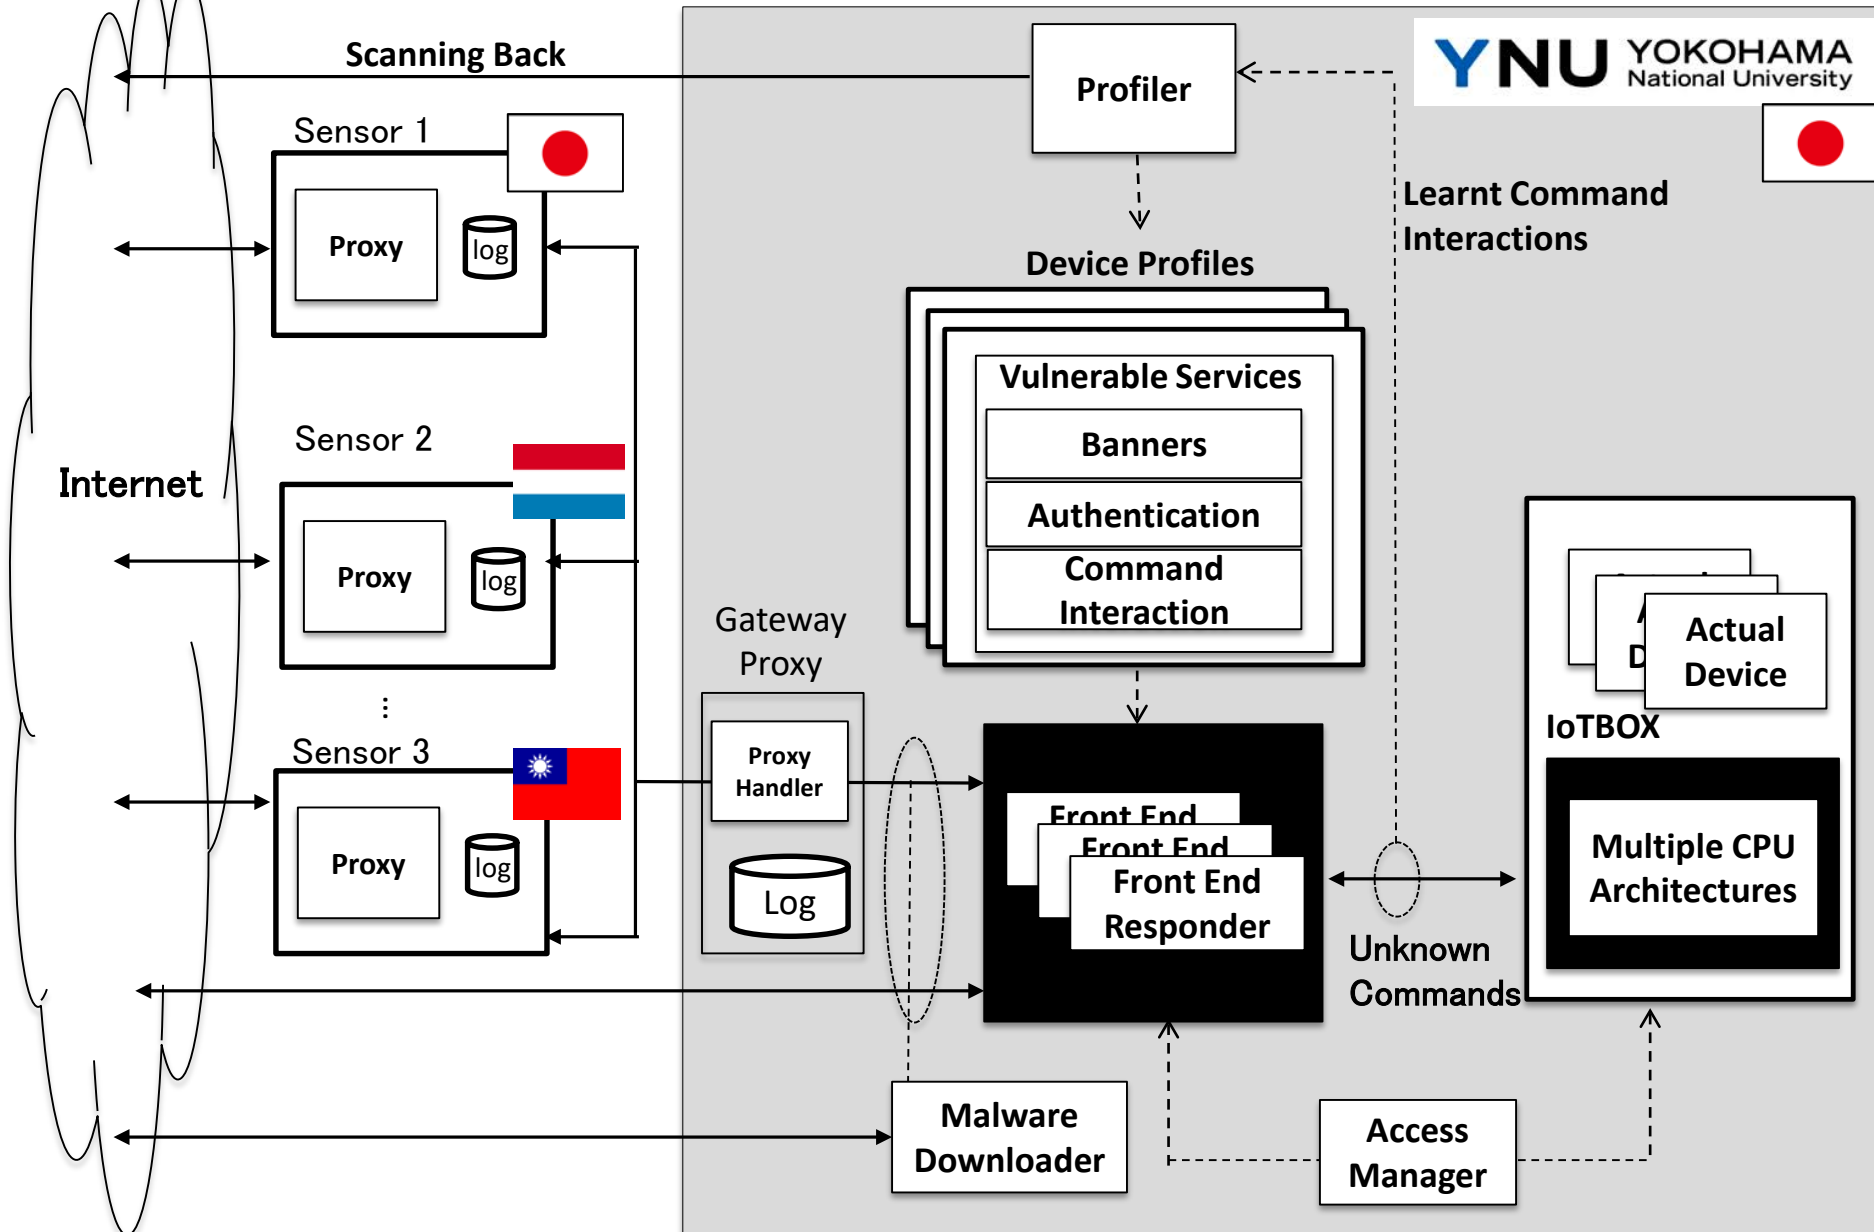 Scanning Back
Profiler
YNU YOKOHAMA
National University
Sensor 1
Proxy
log
Learnt Command
Interactions
Device Profiles
Vulnerable Services
Banners
Authentication
Command
Interaction
Sensor 2
Internet
Proxy
log
Gateway
Proxy
Actual
Device
IoTBOX
Multiple CPU
Architectures
...
Sensor 3
Proxy
log
Proxy
Handler
Log
Front End
Front End
Front End
Responder
Unknown
Commands
Malware
Downloader
Access
Manager